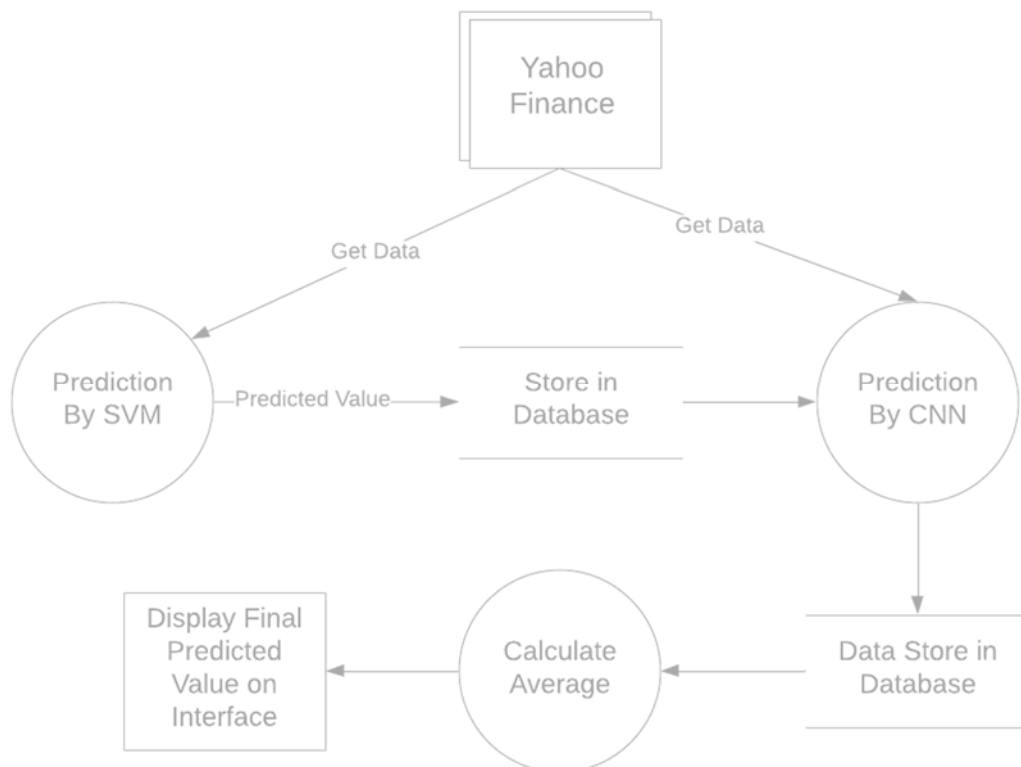 Yahoo
Finance
Get Data
Get Data
Prediction
By SVM
Predicted Value
Store in
Database
Prediction
By CNN
Display Final
Predicted
Value on
Interface
Calculate
Average
Data Store in
Database